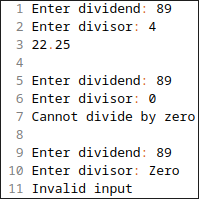 1 Enter dividend: 89
2 Enter divisor: 4
3 22.25
4
5 Enter dividend: 89
6 Enter divisor: 0
7 Cannot divide by zero
8
9 Enter dividend: 89
10 Enter divisor: Zero
11 Invalid input